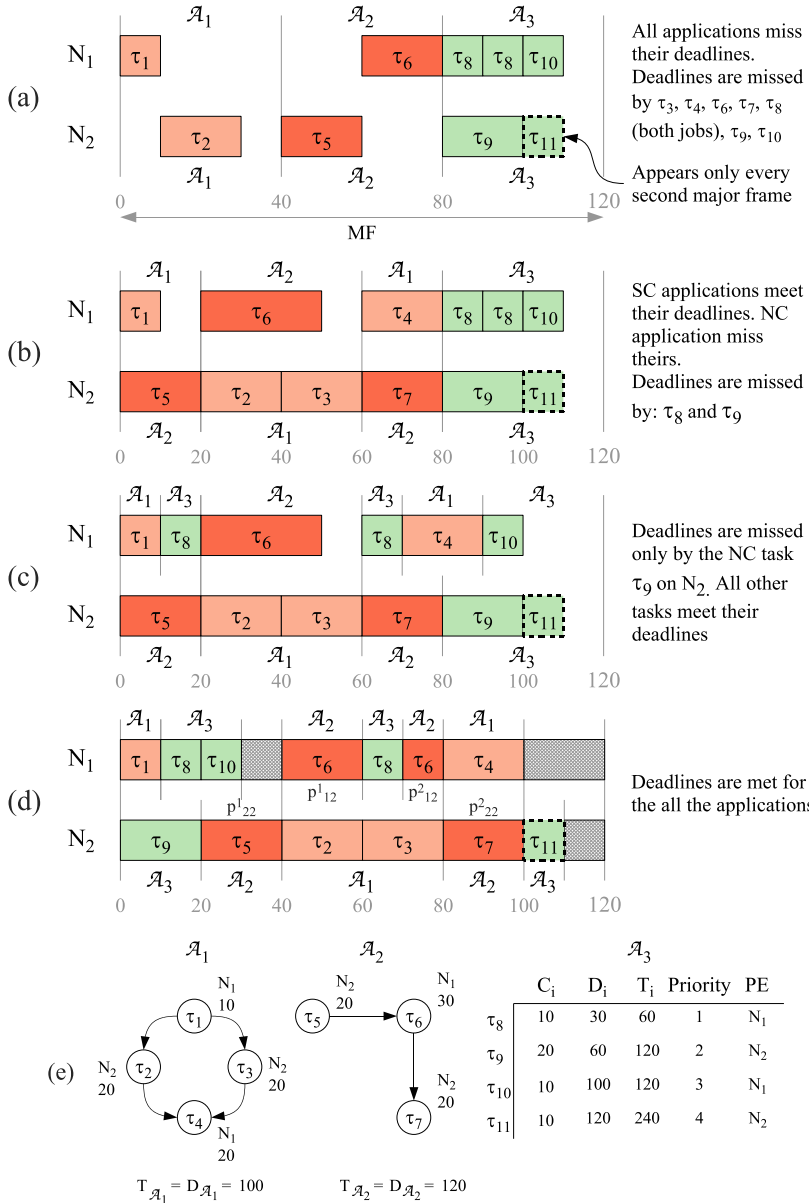 𝒜1 𝒜2 𝒜3
N1 τ1 τ6 τ8 τ8 τ10
(a)
N2 τ2 τ5 τ9 τ11
𝒜1 𝒜2 𝒜3
0 40 80 120
MF
All applications miss
their deadlines.
Deadlines are missed
by τ3, τ4, τ6, τ7, τ8
(both jobs), τ9, τ10
Appears only every
second major frame
𝒜1 𝒜2 𝒜1 𝒜3
N1 τ1 τ6 τ4 τ8 τ8 τ10
(b)
N2 τ5 τ2 τ3 τ7 τ9 τ11
𝒜2 𝒜1 𝒜2 𝒜3
0 20 40 60 80 100 120
SC applications meet
their deadlines. NC
application miss
theirs.
Deadlines are missed
by: τ8 and τ9
𝒜1 𝒜3 𝒜2 𝒜3 𝒜1 𝒜3
N1 τ1 τ8 τ6 τ8 τ4 τ10
(c)
N2 τ5 τ2 τ3 τ7 τ9 τ11
𝒜2 𝒜1 𝒜2 𝒜3
0 20 40 60 80 100 120
Deadlines are missed
only by the NC task
τ9 on N2. All other
tasks meet their
deadlines
𝒜1 𝒜3 𝒜2 𝒜3 𝒜2 𝒜1
N1 τ1 τ8 τ10 τ6 τ8 τ6 τ4
(d)
p¹22 p¹12 p²12 p²22
N2 τ9 τ5 τ2 τ3 τ7 τ11
𝒜3 𝒜2 𝒜1 𝒜2 𝒜3
0 20 40 60 80 100 120
Deadlines are met for
the all the applications
(e)
𝒜1
N1
10
τ1
N2
20
τ2
τ3
N2
20
τ4
N1
20
T𝒜1 = D𝒜1 = 100
𝒜2
N2
20
τ5
N1
30
τ6
N2
20
τ7
T𝒜2 = D𝒜2 = 120
𝒜3
Ci Di Ti Priority PE
τ8 10 30 60 1 N1
τ9 20 60 120 2 N2
τ10 10 100 120 3 N1
τ11 10 120 240 4 N2